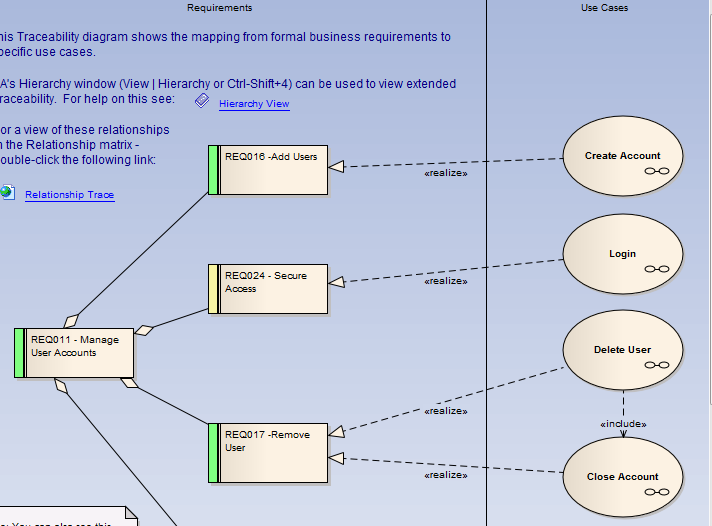 Requirements
Use Cases
his Traceability diagram shows the mapping from formal business requirements to
pecific use cases.
A's Hierarchy window (View | Hierarchy or Ctrl-Shift+4) can be used to view extended
raceability. For help on this see:
Hierarchy View
or a view of these relationships
n the Relationship matrix -
ouble-click the following link:
Relationship Trace
REQ016 -Add Users
«realize»
Create Account
REQ024 - Secure
Access
«realize»
Login
REQ011 - Manage
User Accounts
Delete User
«realize»
«include»
REQ017 -Remove
User
«realize»
Close Account
: You can also see this